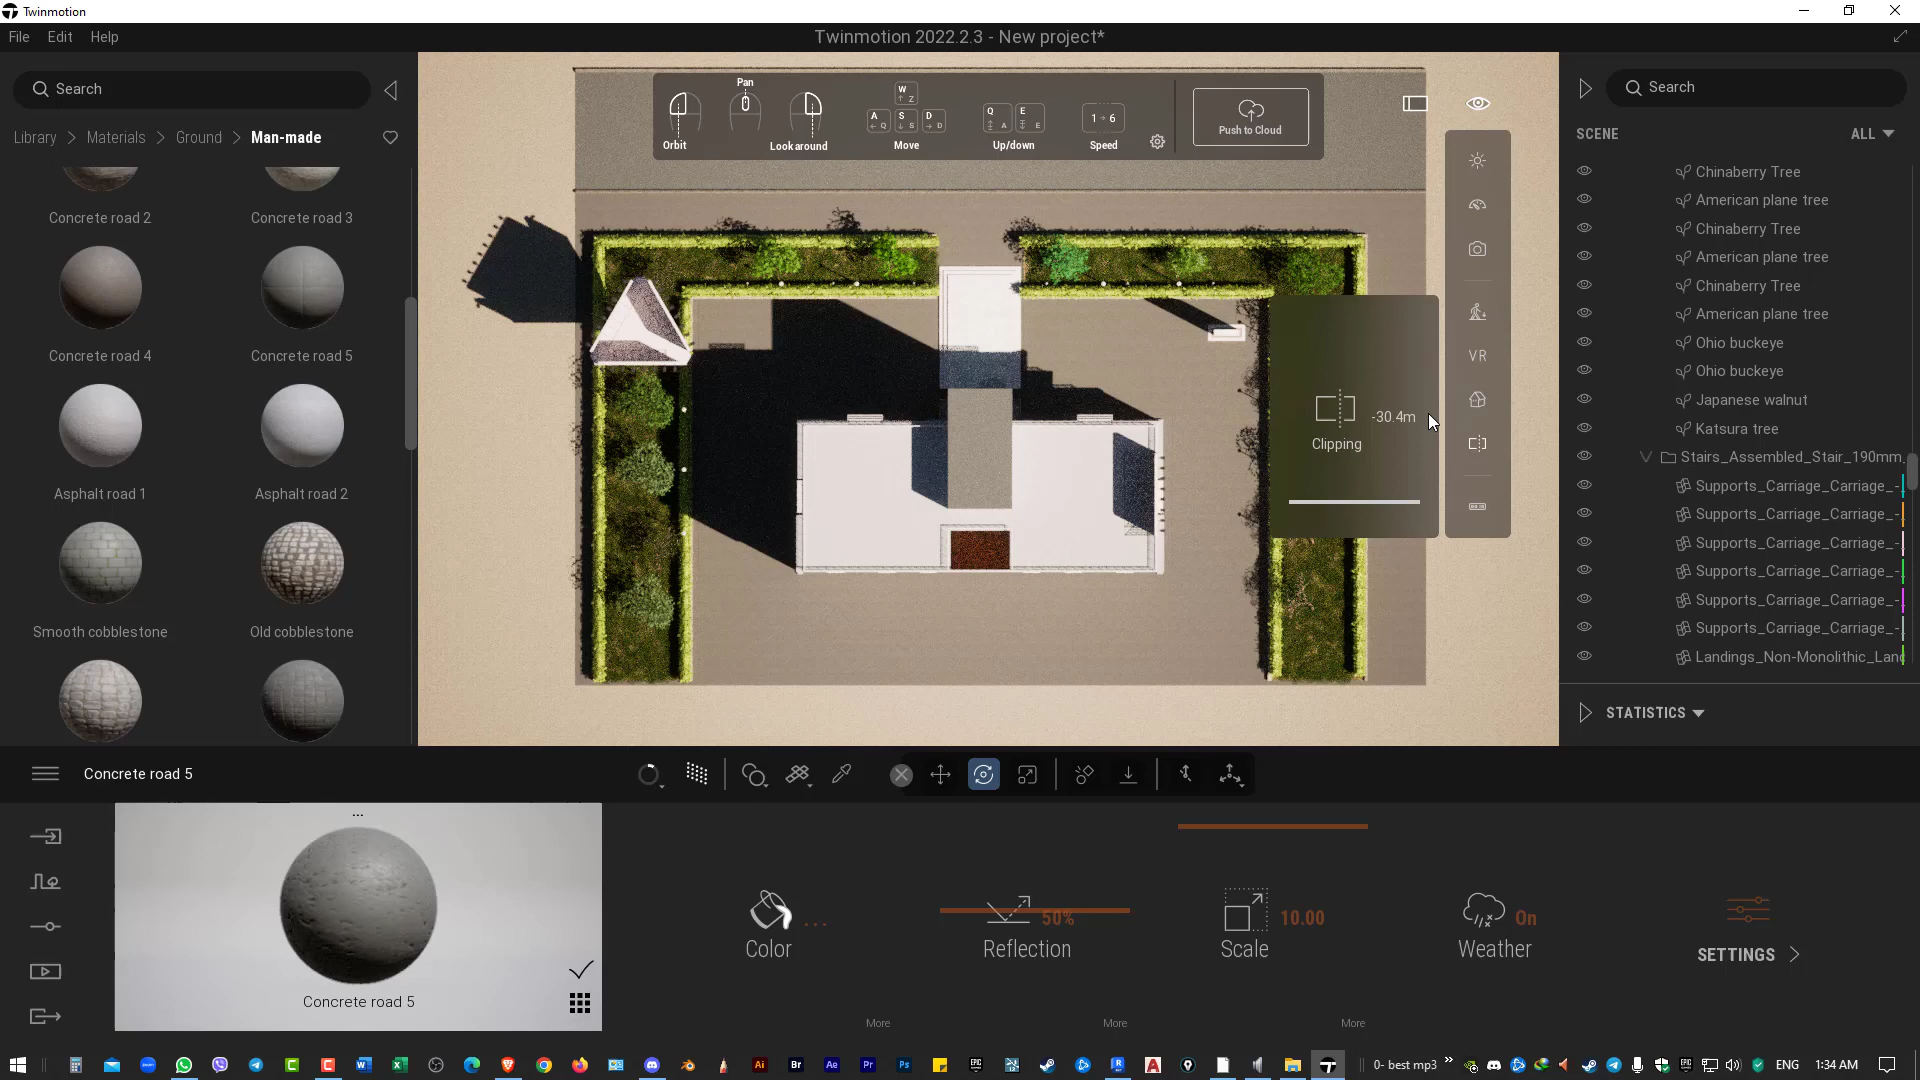 Twinmotion
File Edit Help
Twinmotion 2022.2.3 - New project*
Search
Library > Materials > Ground > Man-made
Concrete road 2
Concrete road 3
Concrete road 4
Concrete road 5
Asphalt road 1
Asphalt road 2
Smooth cobblestone
Old cobblestone
Pan
Orbit
Look around
W
Z
A
Q
S
S
D
D
Move
Q
A
E
E
Up/down
1 6
Speed
Push to Cloud
VR
-30.4m
Clipping
Search
SCENE
ALL
Chinaberry Tree
American plane tree
Chinaberry Tree
American plane tree
Chinaberry Tree
American plane tree
Ohio buckeye
Ohio buckeye
Japanese walnut
Katsura tree
Stairs_Assembled_Stair_190mm_
Supports_Carriage_Carriage_-
Supports_Carriage_Carriage_-
Supports_Carriage_Carriage_-
Supports_Carriage_Carriage_-
Supports_Carriage_Carriage_-
Supports_Carriage_Carriage_-
Landings_Non-Monolithic_Land
STATISTICS
Concrete road 5
...
Concrete road 5
Color ...
Reflection 50%
Scale 10.00
Weather On
SETTINGS
More
More
More
0- best mp3
ENG
1:34 AM